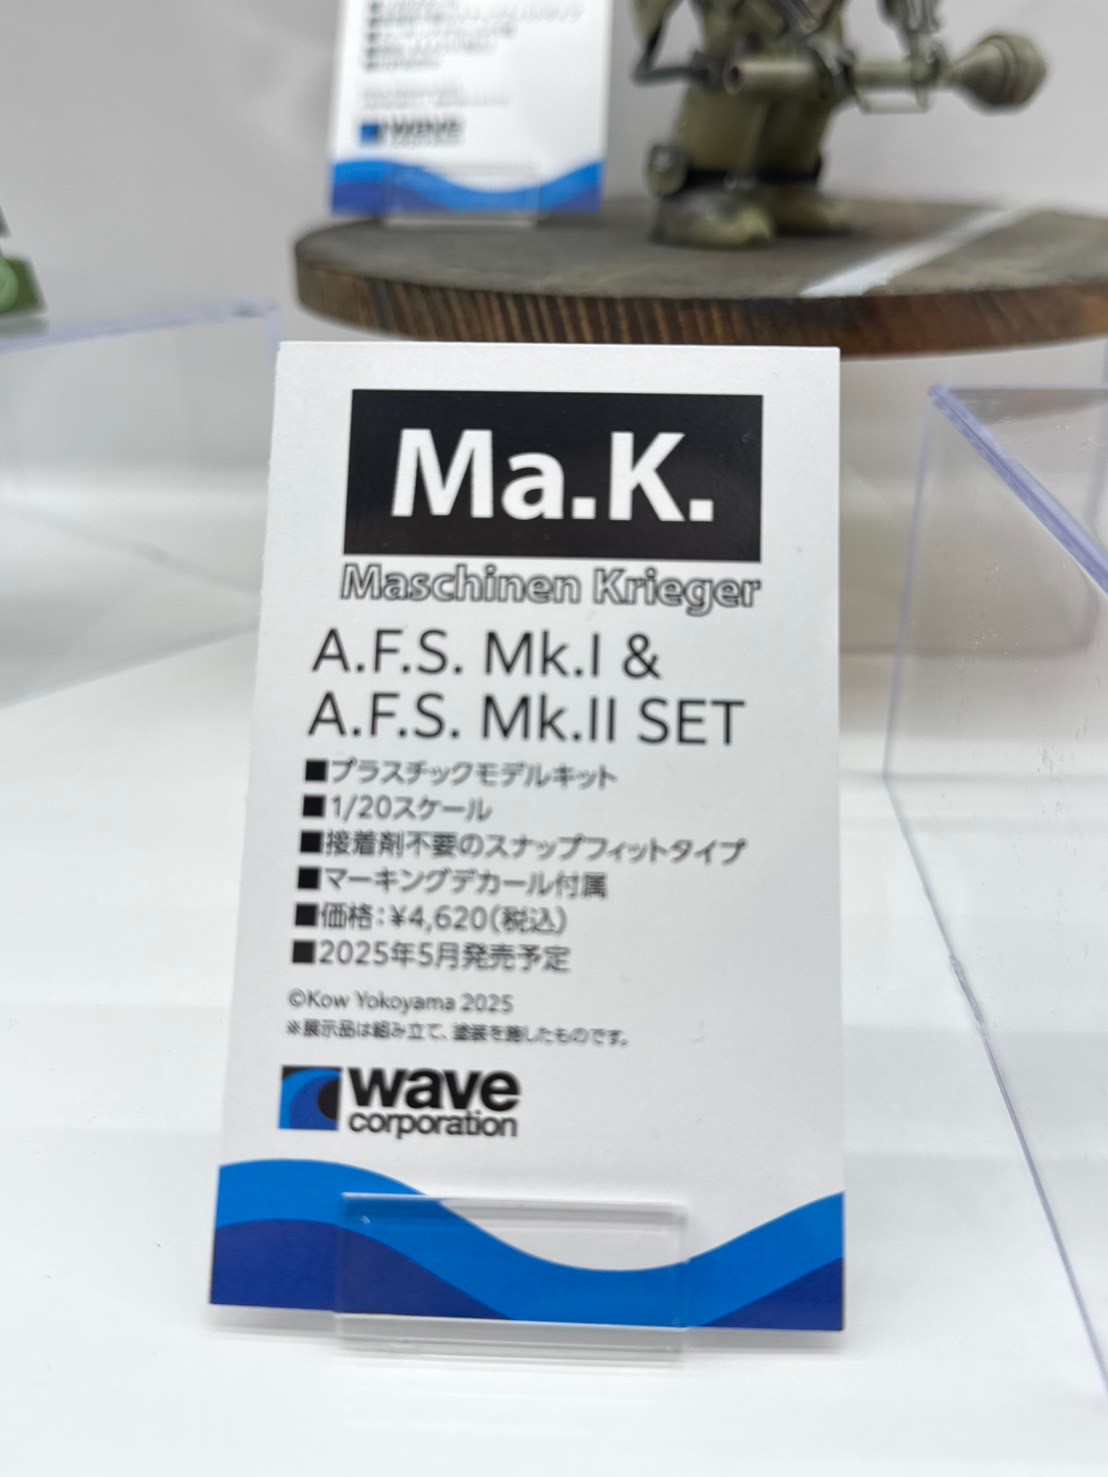 wave
Ma.K.
Maschinen Krieger
A.F.S. Mk.I &
A.F.S. Mk.II SET
■プラスチックモデルキット
■1/20スケール
■接着剤不要のスナップフィットタイプ
■マーキングデカール付属
■価格:¥4,620(税込)
■2025年5月発売予定
©Kow Yokoyama 2025
※展示品は組み立て、塗装を施したものです。
wave
corporation